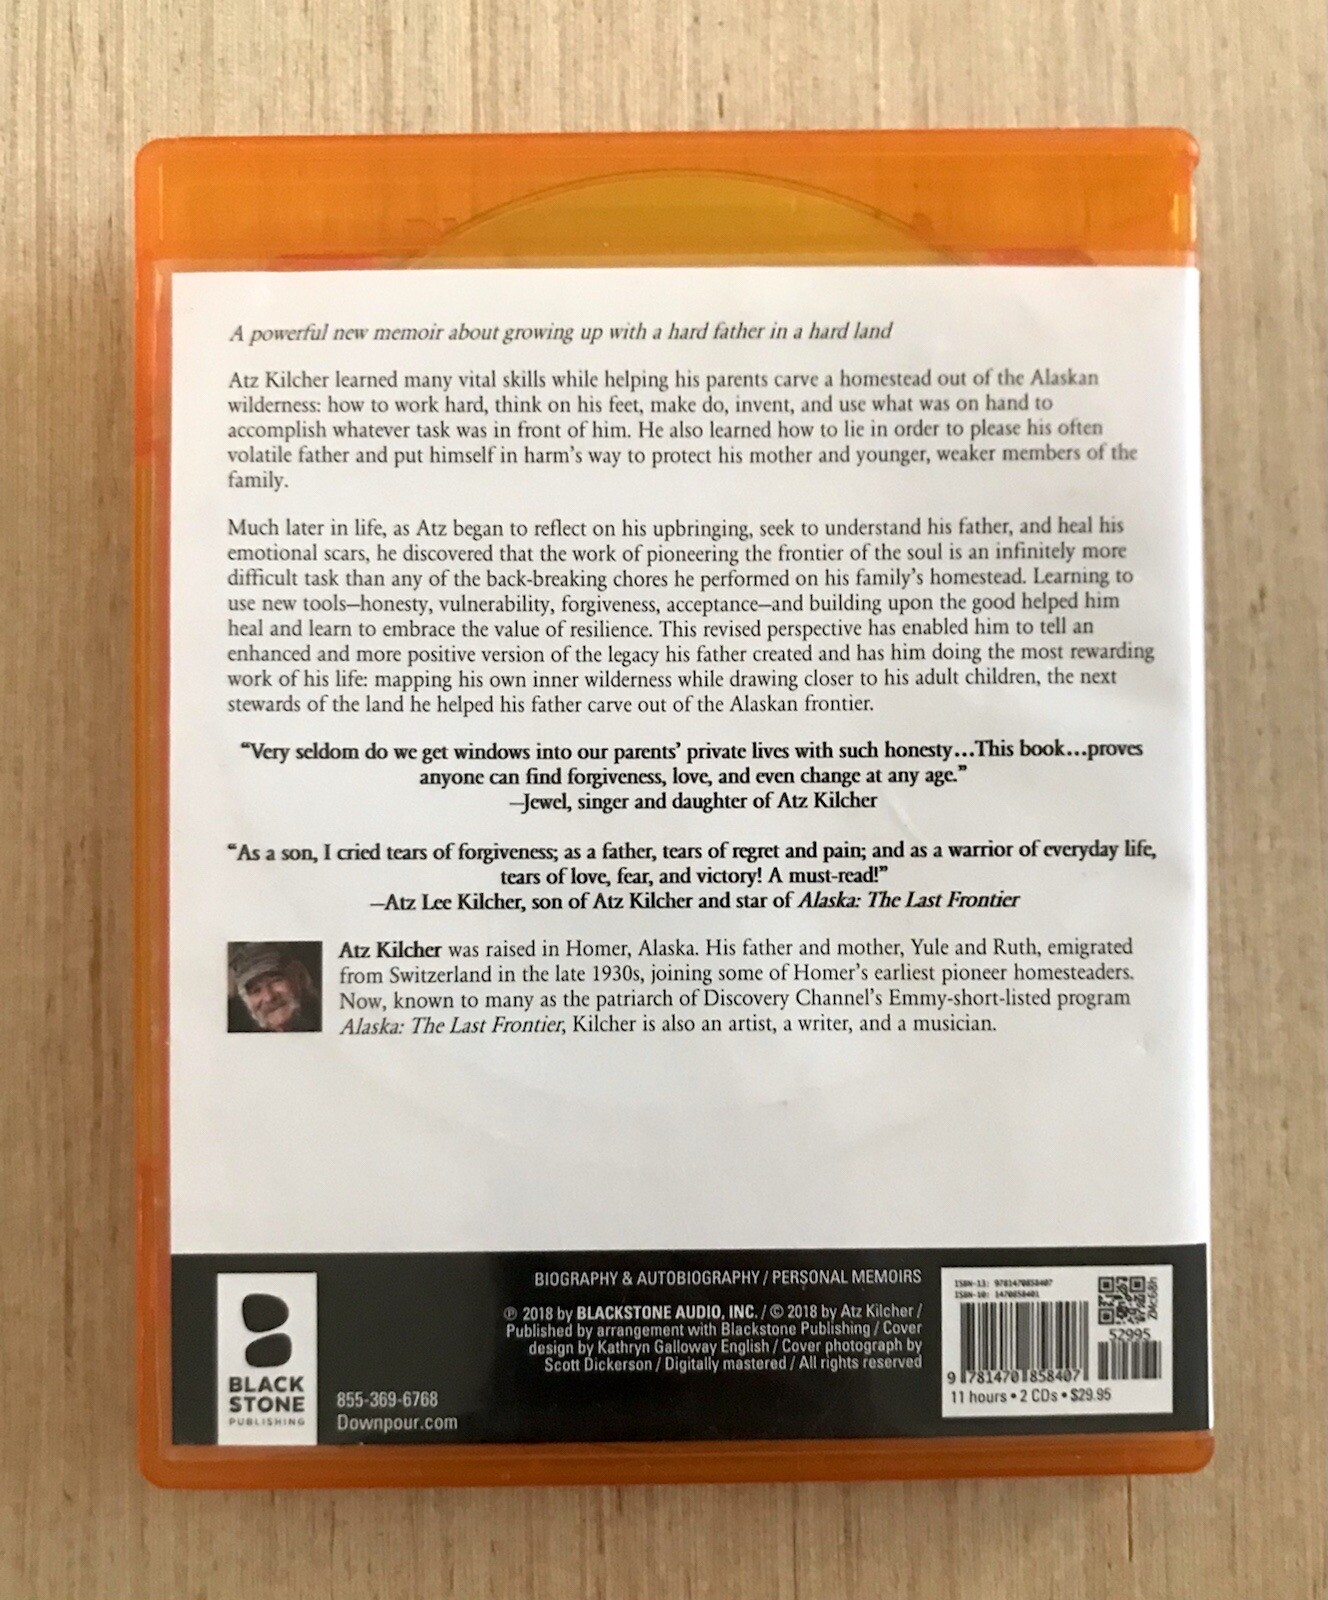 A powerful new memoir about growing up with a hard father in a hard land
Atz Kilcher learned many vital skills while helping his parents carve a homestead out of the Alaskan
wilderness: how to work hard, think on his feet, make do, invent, and use what was on hand to
accomplish whatever task was in front of him. He also learned how to lie in order to please his often
volatile father and put himself in harm's way to protect his mother and younger, weaker members of the
family.
Much later in life, as Atz began to reflect on his upbringing, seek to understand his father, and heal his
emotional scars, he discovered that the work of pioneering the frontier of the soul is an infinitely more
difficult task than any of the back-breaking chores he performed on his family's homestead. Learning to
use new tools—honesty, vulnerability, forgiveness, acceptance—and building upon the good helped him
heal and learn to embrace the value of resilience. This revised perspective has enabled him to tell an
enhanced and more positive version of the legacy his father created and has him doing the most rewarding
work of his life: mapping his own inner wilderness while drawing closer to his adult children, the next
stewards of the land he helped his father carve out of the Alaskan frontier.
“Very seldom do we get windows into our parents’ private lives with such honesty…This book…proves
anyone can find forgiveness, love, and even change at any age.”
—Jewel, singer and daughter of Atz Kilcher
“As a son, I cried tears of forgiveness; as a father, tears of regret and pain; and as a warrior of everyday life,
tears of love, fear, and victory! A must-read!”
—Atz Lee Kilcher, son of Atz Kilcher and star of Alaska: The Last Frontier
Atz Kilcher was raised in Homer, Alaska. His father and mother, Yule and Ruth, emigrated
from Switzerland in the late 1930s, joining some of Homer's earliest pioneer homesteaders.
Now, known to many as the patriarch of Discovery Channel's Emmy-short-listed program
Alaska: The Last Frontier, Kilcher is also an artist, a writer, and a musician.
BIOGRAPHY & AUTOBIOGRAPHY / PERSONAL MEMOIRS
℗ 2018 by BLACKSTONE AUDIO, INC. / © 2018 by Atz Kilcher /
Published by arrangement with Blackstone Publishing / Cover
design by Kathryn Galloway English / Cover photograph by
Scott Dickerson / Digitally mastered / All rights reserved
BLACK
STONE
PUBLISHING
855-369-6768
Downpour.com
ISBN-13: 9781470858407
ISBN-10: 1470858401
ZMc68h
52995
9 781470 858407
11 hours • 2 CDs • $29.95